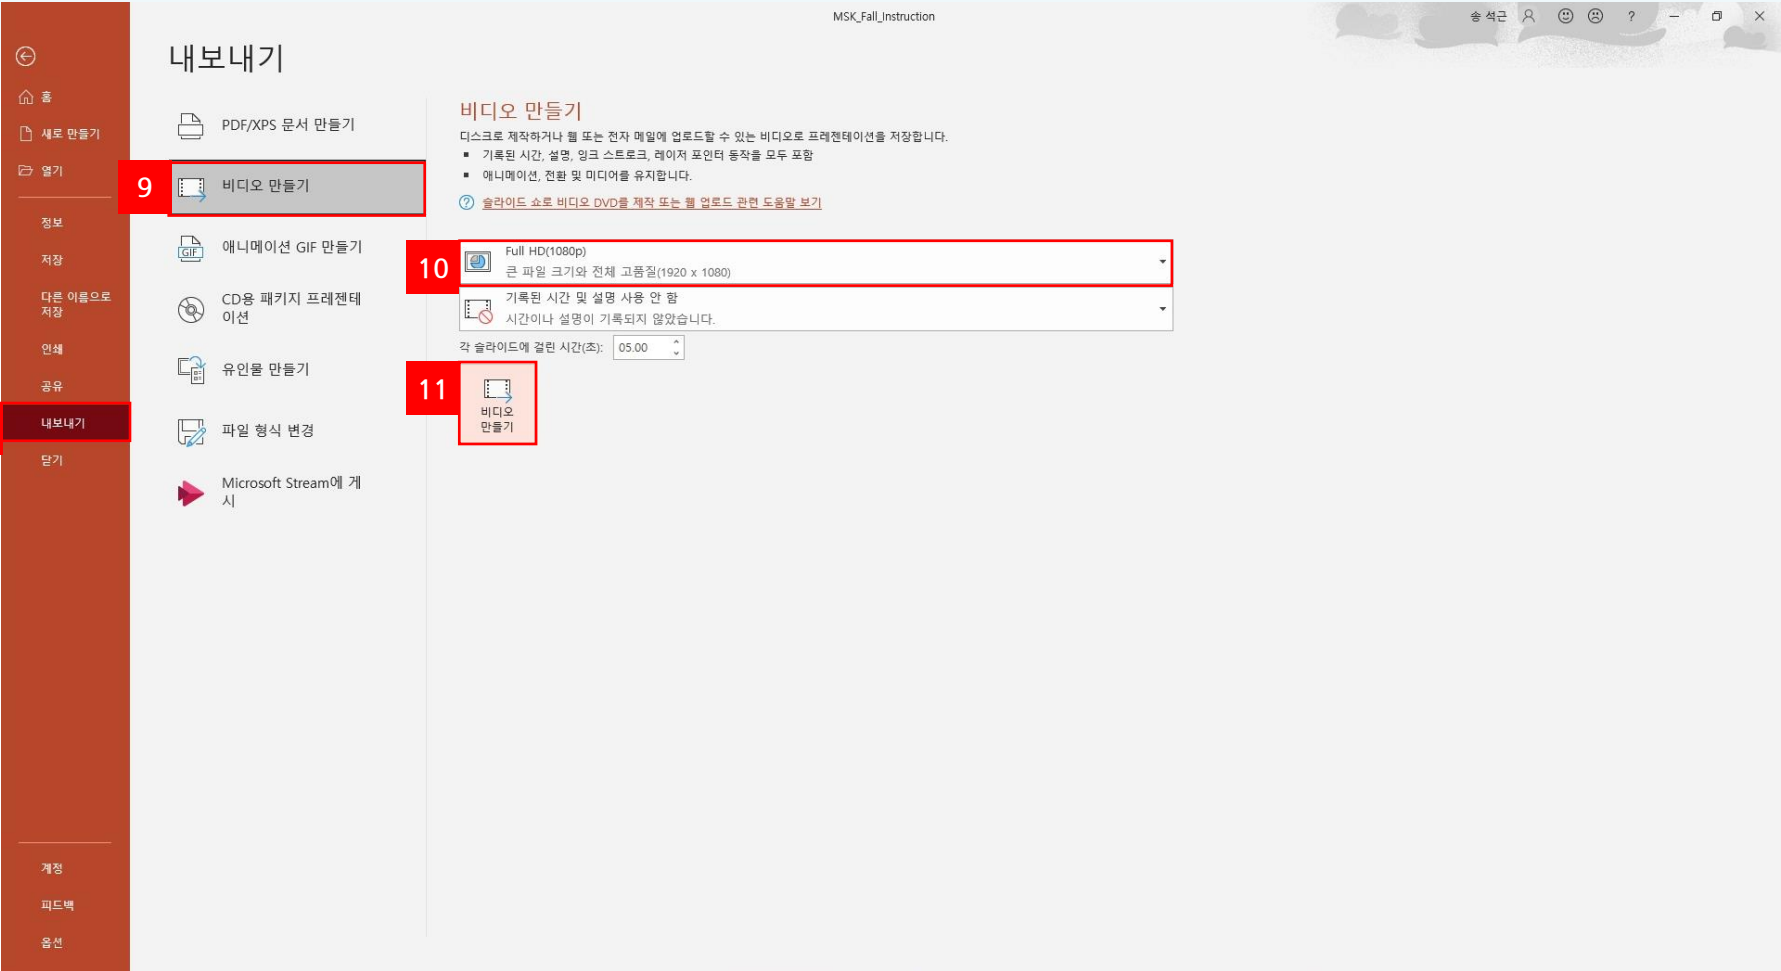 MSK_Fall_Instruction
송 석근
?
내보내기
홈
새로 만들기
열기
정보
저장
다른 이름으로
저장
인쇄
공유
내보내기
닫기
계정
피드백
옵션
PDF/XPS 문서 만들기
9
비디오 만들기
GIF
애니메이션 GIF 만들기
CD용 패키지 프레젠테
이션
유인물 만들기
파일 형식 변경
Microsoft Stream에 게
시
비디오 만들기
디스크로 제작하거나 웹 또는 전자 메일에 업로드할 수 있는 비디오로 프레젠테이션을 저장합니다.
▪ 기록된 시간, 설명, 잉크 스트로크, 레이저 포인터 동작을 모두 포함
▪ 애니메이션, 전환 및 미디어를 유지합니다.
? 슬라이드 쇼로 비디오 DVD를 제작 또는 웹 업로드 관련 도움말 보기
10
Full HD(1080p)
큰 파일 크기와 전체 고품질(1920 x 1080)
기록된 시간 및 설명 사용 안 함
시간이나 설명이 기록되지 않았습니다.
각 슬라이드에 걸린 시간(초): 05.00
11
비디오
만들기